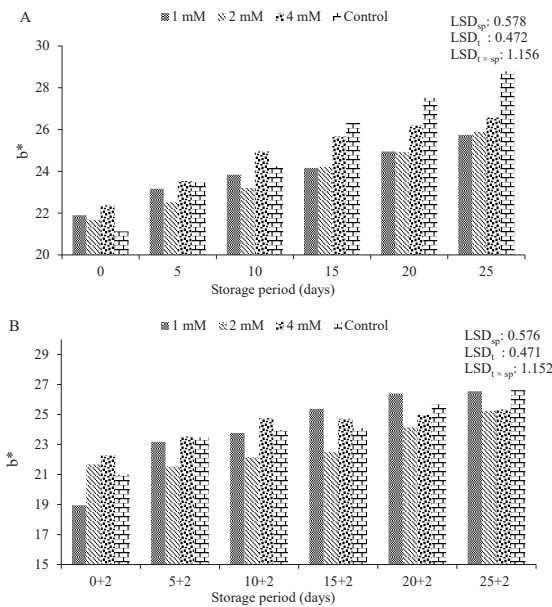 A
1 mM 2 mM 4 mM Control
LSDsp: 0.578
LSDt : 0.472
LSDt × sp: 1.156
30
28
26
24
22
20
b*
0 5 10 15 20 25
Storage period (days)
B
1 mM 2 mM 4 mM Control
LSDsp: 0.576
LSDt : 0.471
LSDt × sp: 1.152
29
27
25
23
21
19
17
15
b*
0+2 5+2 10+2 15+2 20+2 25+2
Storage period (days)